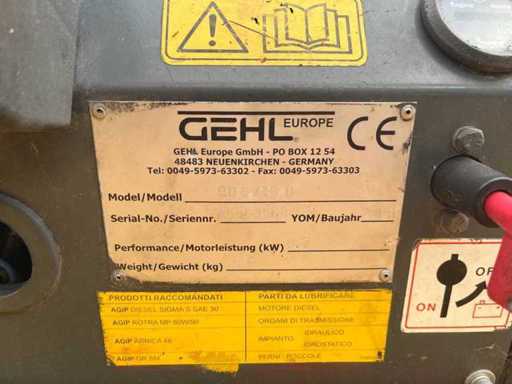 GEHL EUROPE CE
GEHL Europe GmbH - PO BOX 12 54
48483 NEUENKIRCHEN - GERMANY
Tel: 0049-5973-63302 - Fax: 0049-5973-63303
Model/Modell
Serial-No./Seriennr. YOM/Baujahr
Performance/Motorleistung (kW)
Weight/Gewicht (kg)
PRODOTTI RACCOMANDATI PARTI DA LUBRIFICARE
AGIP DIESEL SIGMA S SAE 30 MOTORE DIESEL
AGIP ROTRA MP 80W/90 ORGANI DI TRASMISSIONE
AGIP ARNICA 46 IMPIANTO IDRAULICO
IDROSTATICO
AGIP GR PERNI
ON